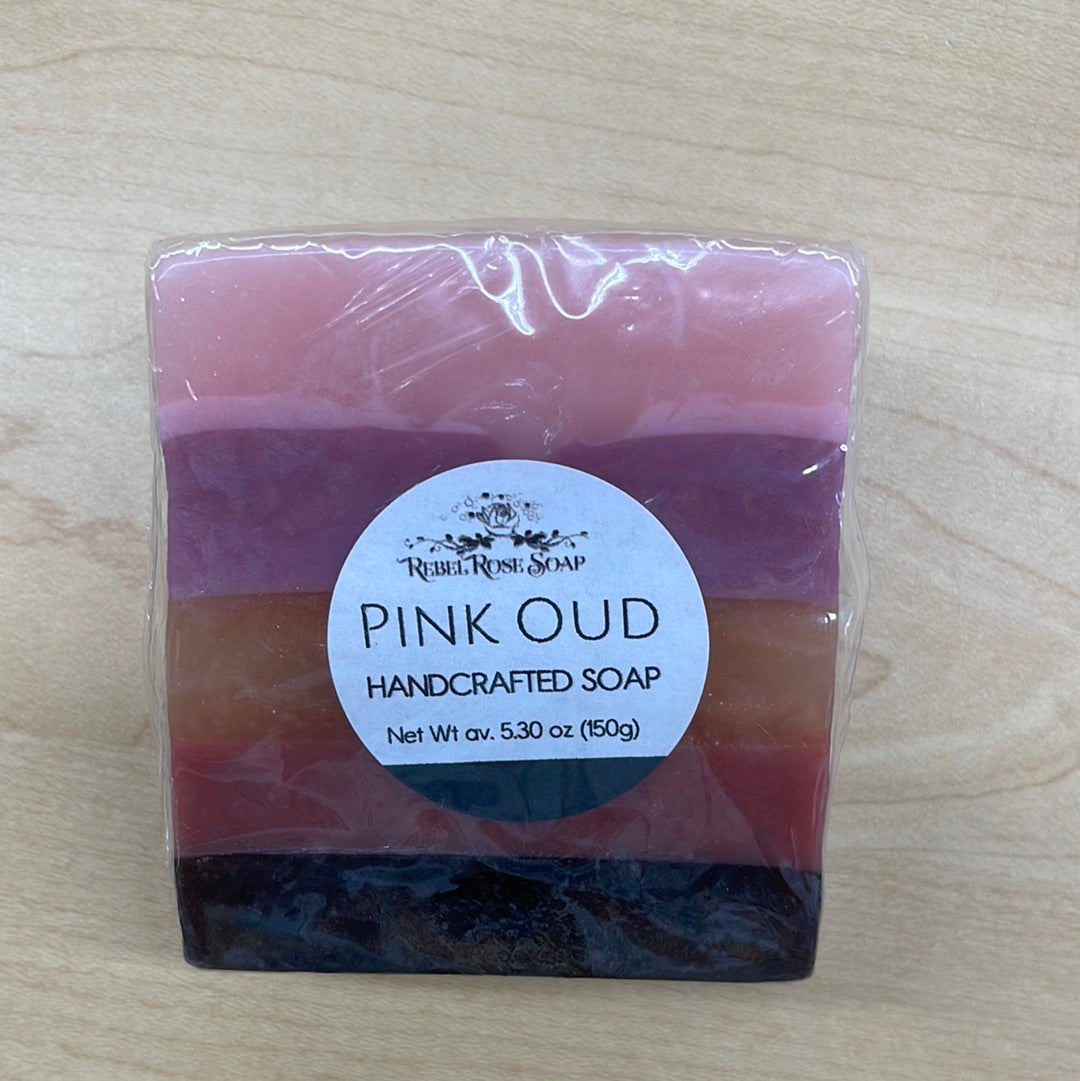 REBEL ROSE SOAP
PINK OUD
HANDCRAFTED SOAP
Net Wt av. 5.30 oz (150g)